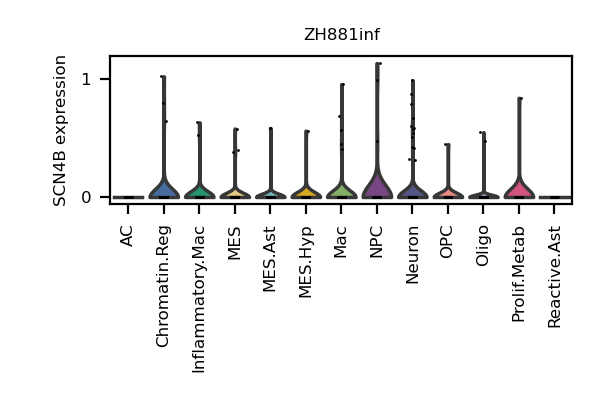 ZH881inf
SCN4B expression
1
0
AC
Chromatin.Reg
Inflammatory.Mac
MES
MES.Ast
MES.Hyp
Mac
NPC
Neuron
OPC
Oligo
Prolif.Metab
Reactive.Ast